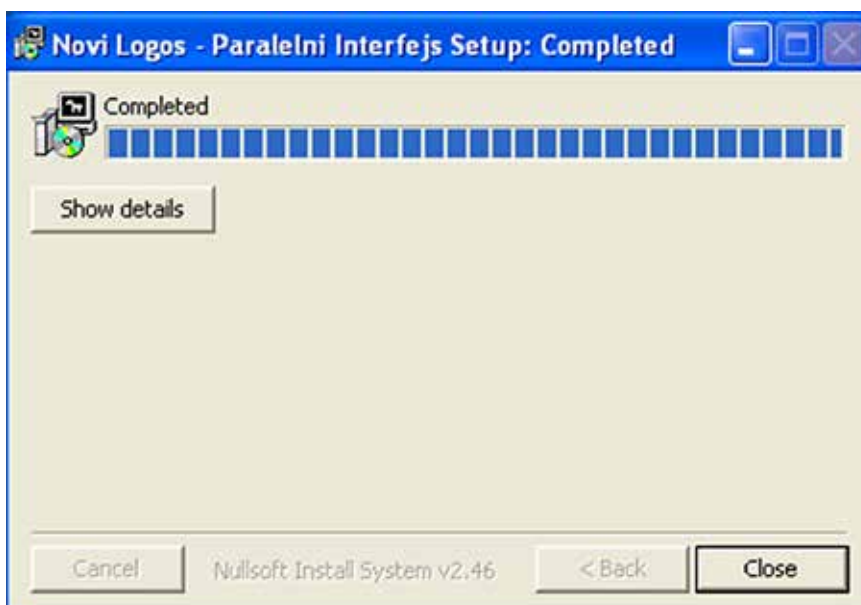 Novi Logos - Paralelni Interfejs Setup: Completed
Completed
Show details
Cancel
Nullsoft Install System v2.46
< Back
Close